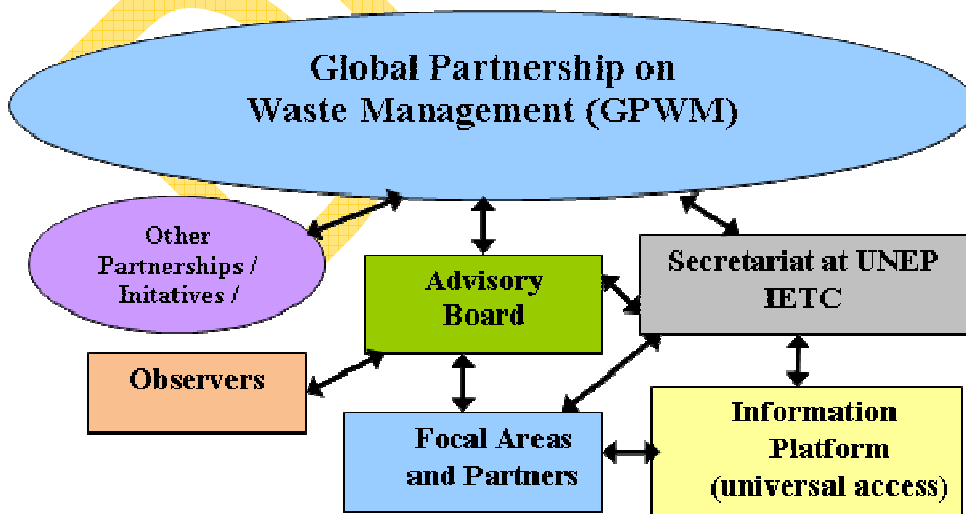 Global Partnership on
Waste Management (GPWM)
Other
Partnerships /
Initatives /
Advisory
Board
Secretariat at UNEP
IETC
Observers
Focal Areas
and Partners
Information
Platform
(universal access)